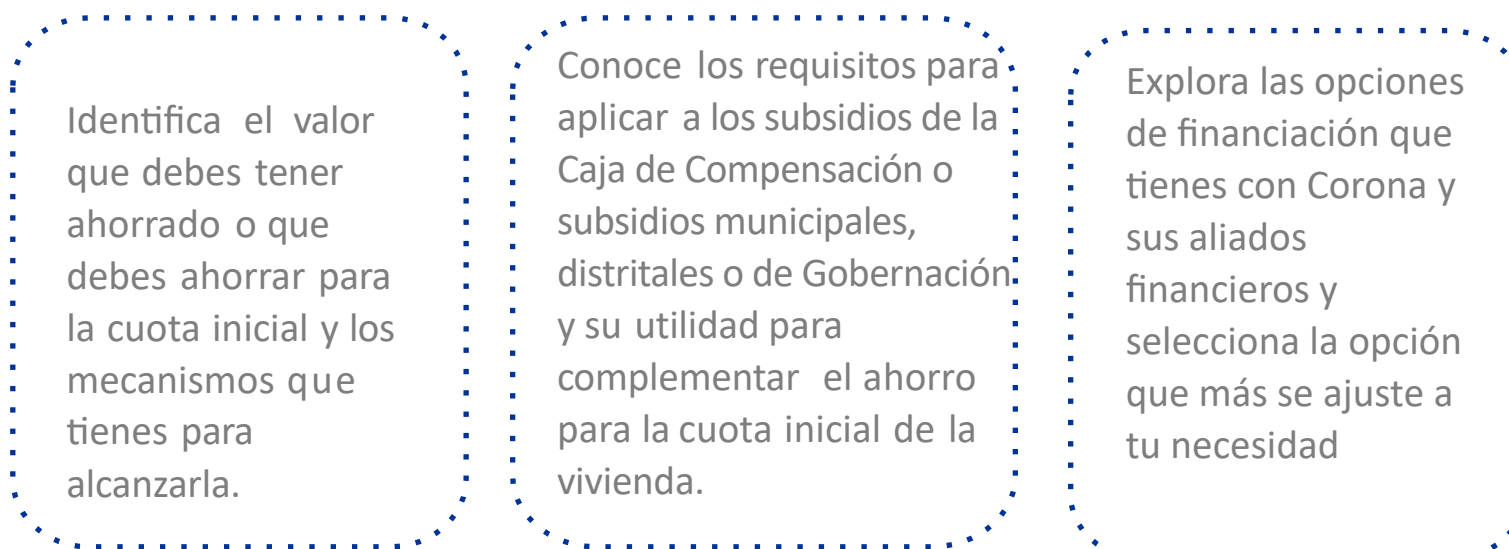 Identifica el valor
que debes tener
ahorrado o que
debes ahorrar para
la cuota inicial y los
mecanismos que
tienes para
alcanzarla.
Conoce los requisitos para
aplicar a los subsidios de la
Caja de Compensación o
subsidios municipales,
distritales o de Gobernación
y su utilidad para
complementar el ahorro
para la cuota inicial de la
vivienda.
Explora las opciones
de financiación que
tienes con Corona y
sus aliados
financieros y
selecciona la opción
que más se ajuste a
tu necesidad